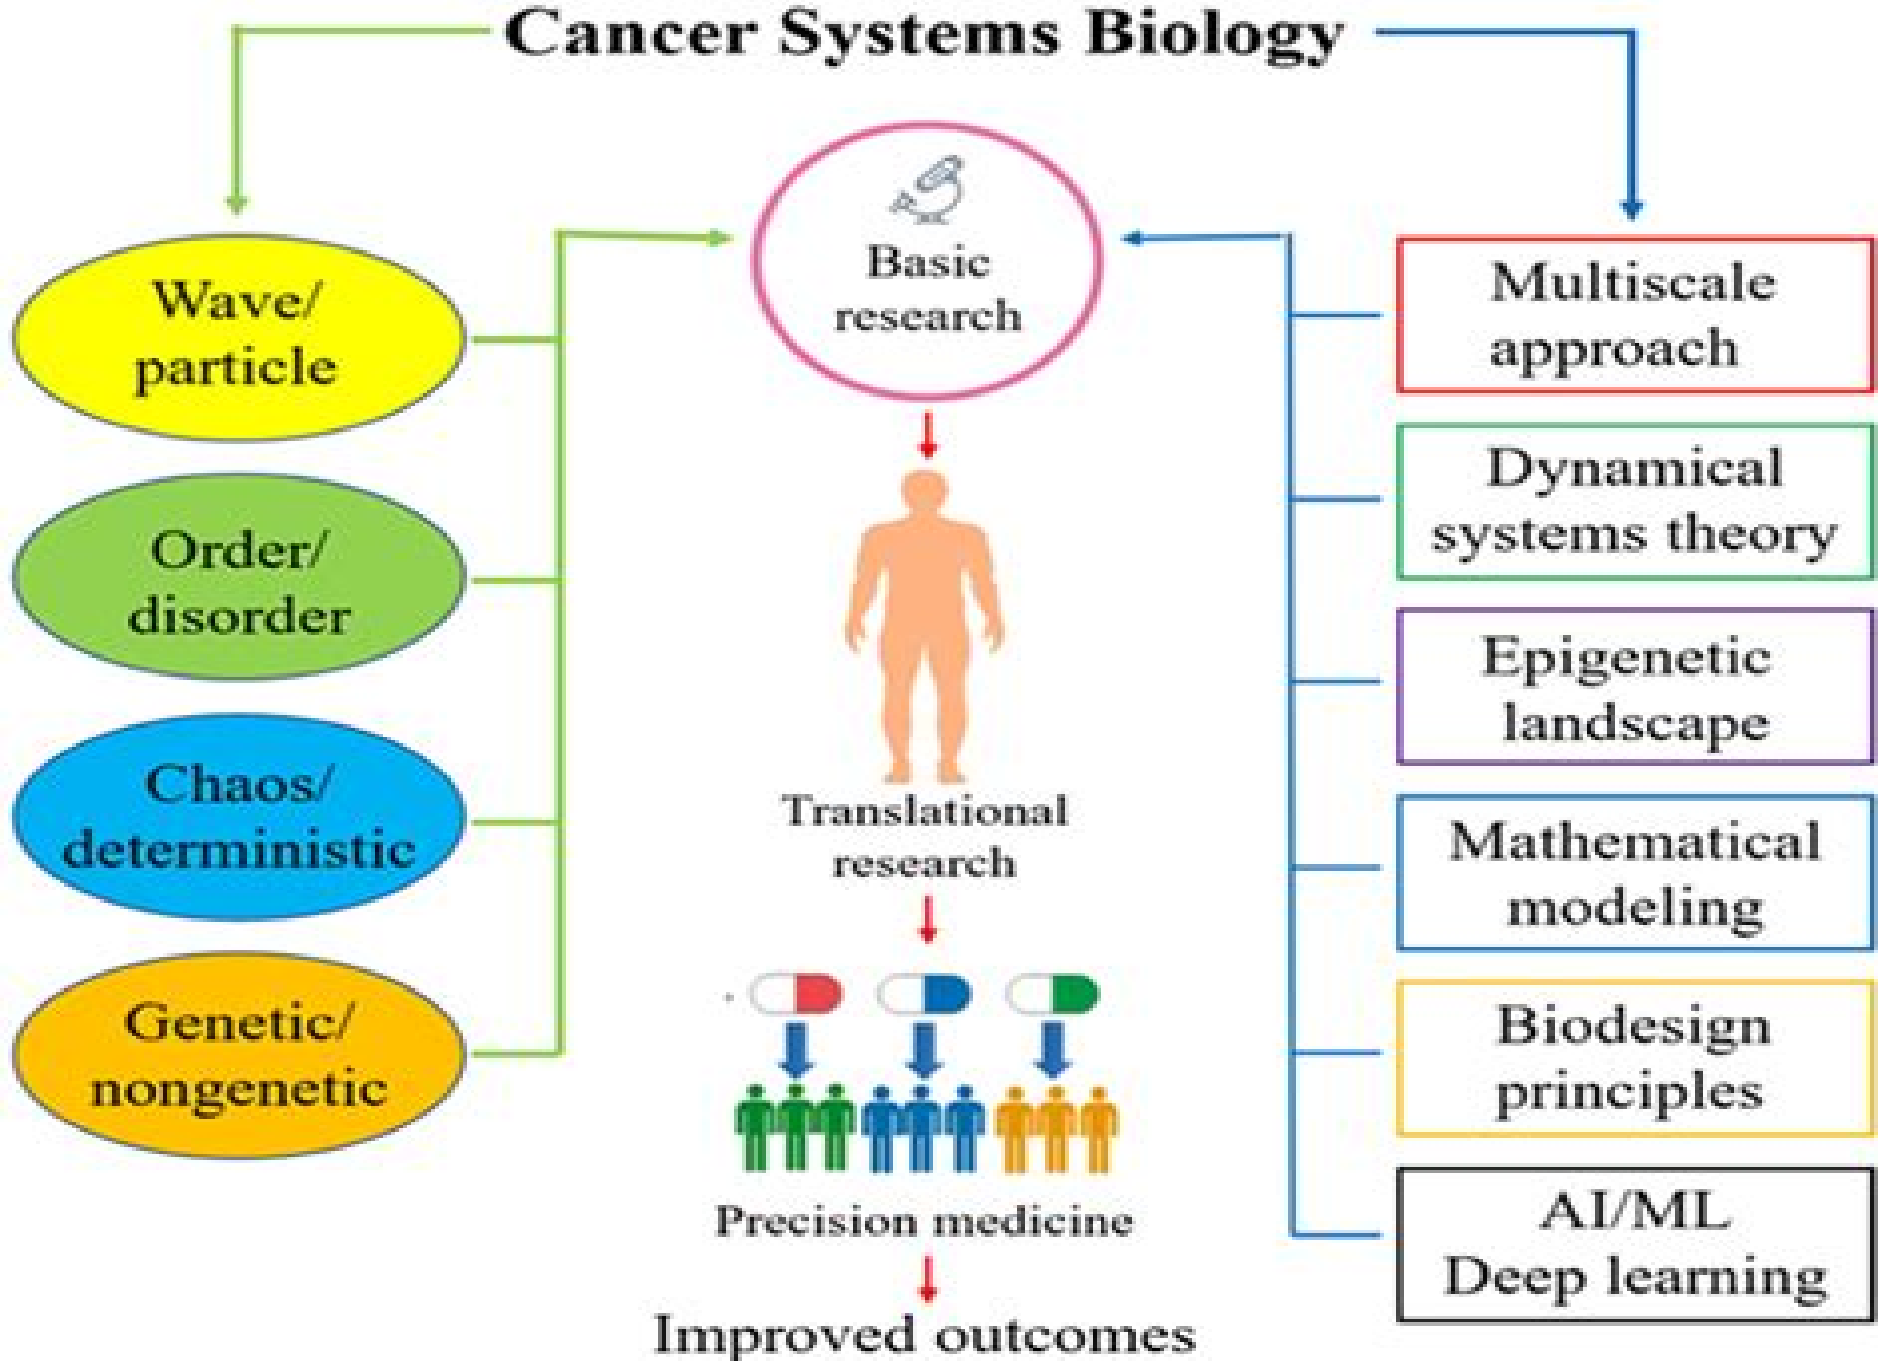 Cancer Systems Biology
Wave/
particle
Order/
disorder
Chaos/
deterministic
Genetic/
nongenetic
Basic
research
Translational
research
Precision medicine
Improved outcomes
Multiscale
approach
Dynamical
systems theory
Epigenetic
landscape
Mathematical
modeling
Biodesign
principles
AI/ML
Deep learning